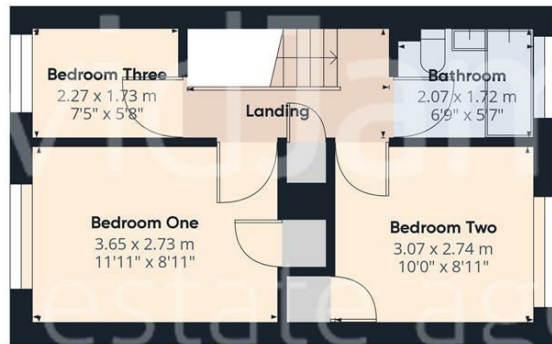 Bedroom Three
2.27 x 1.73 m
7'5" x 5'8"
Landing
Bathroom
2.07 x 1.72 m
6'9" x 5'7"
Bedroom One
3.65 x 2.73 m
11'11" x 8'11"
Bedroom Two
3.07 x 2.74 m
10'0" x 8'11"
estate age